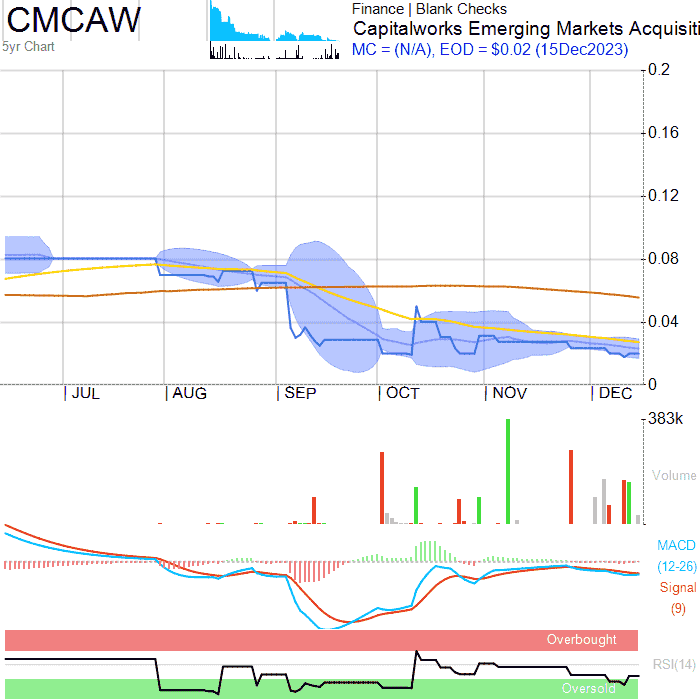 CMCAW
5yr Chart
Finance | Blank Checks
Capitalworks Emerging Markets Acquisiti
MC = (N/A), EOD = $0.02 (15Dec2023)
0.2
0.16
0.12
0.08
0.04
0
JUL
AUG
SEP
OCT
NOV
DEC
383k
Volume
MACD
(12-26)
Signal
(9)
Overbought
RSI(14)
Oversold